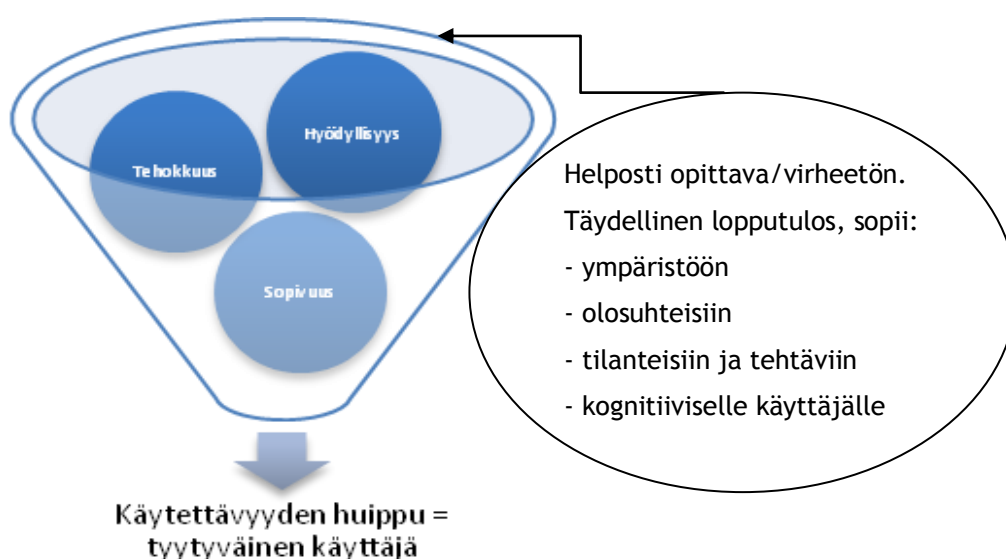 Hyödyllisyys
Tehokkuus
Sopivuus
Käytettävyyden huippu =
tyytyväinen käyttäjä
Helposti opittava/virheetön.
Täydellinen lopputulos, sopii:
- ympäristöön
- olosuhteisiin
- tilanteisiin ja tehtäviin
- kognitiiviselle käyttäjälle